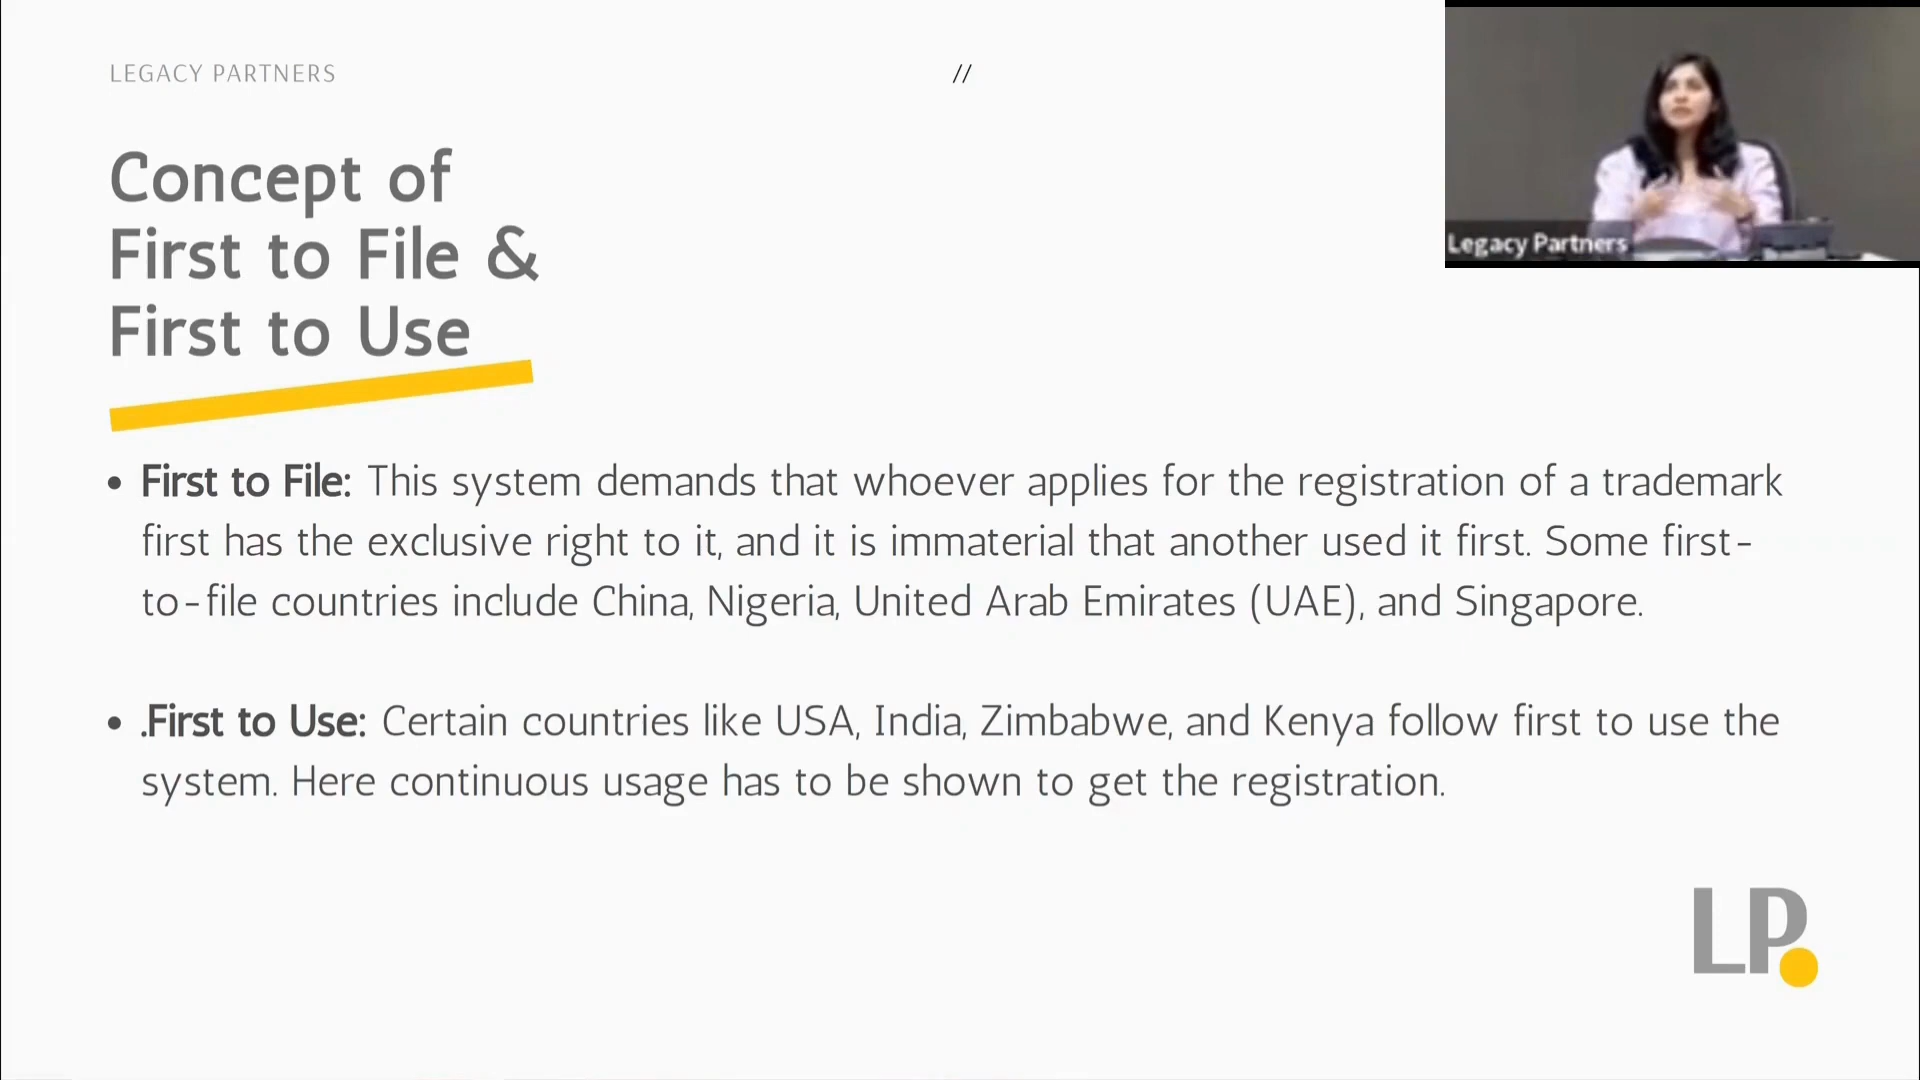 LEGACY PARTNERS
//
Legacy Partners
Concept of
First to File &
First to Use
• First to File: This system demands that whoever applies for the registration of a trademark
first has the exclusive right to it, and it is immaterial that another used it first. Some first-
to-file countries include China, Nigeria, United Arab Emirates (UAE), and Singapore.
• .First to Use: Certain countries like USA, India, Zimbabwe, and Kenya follow first to use the
system. Here continuous usage has to be shown to get the registration.
LP.